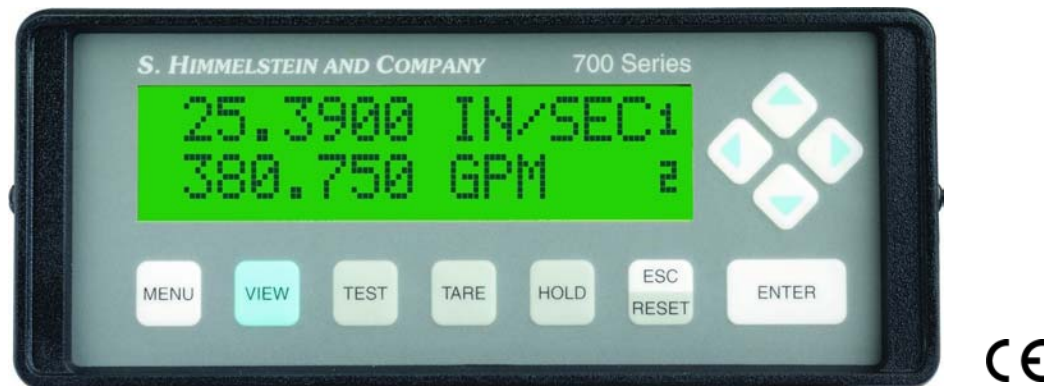 S. HIMMELSTEIN AND COMPANY 700 Series
25.3900 IN/SEC1
380.750 GPM 2
MENU VIEW TEST TARE HOLD ESC RESET ENTER
CE